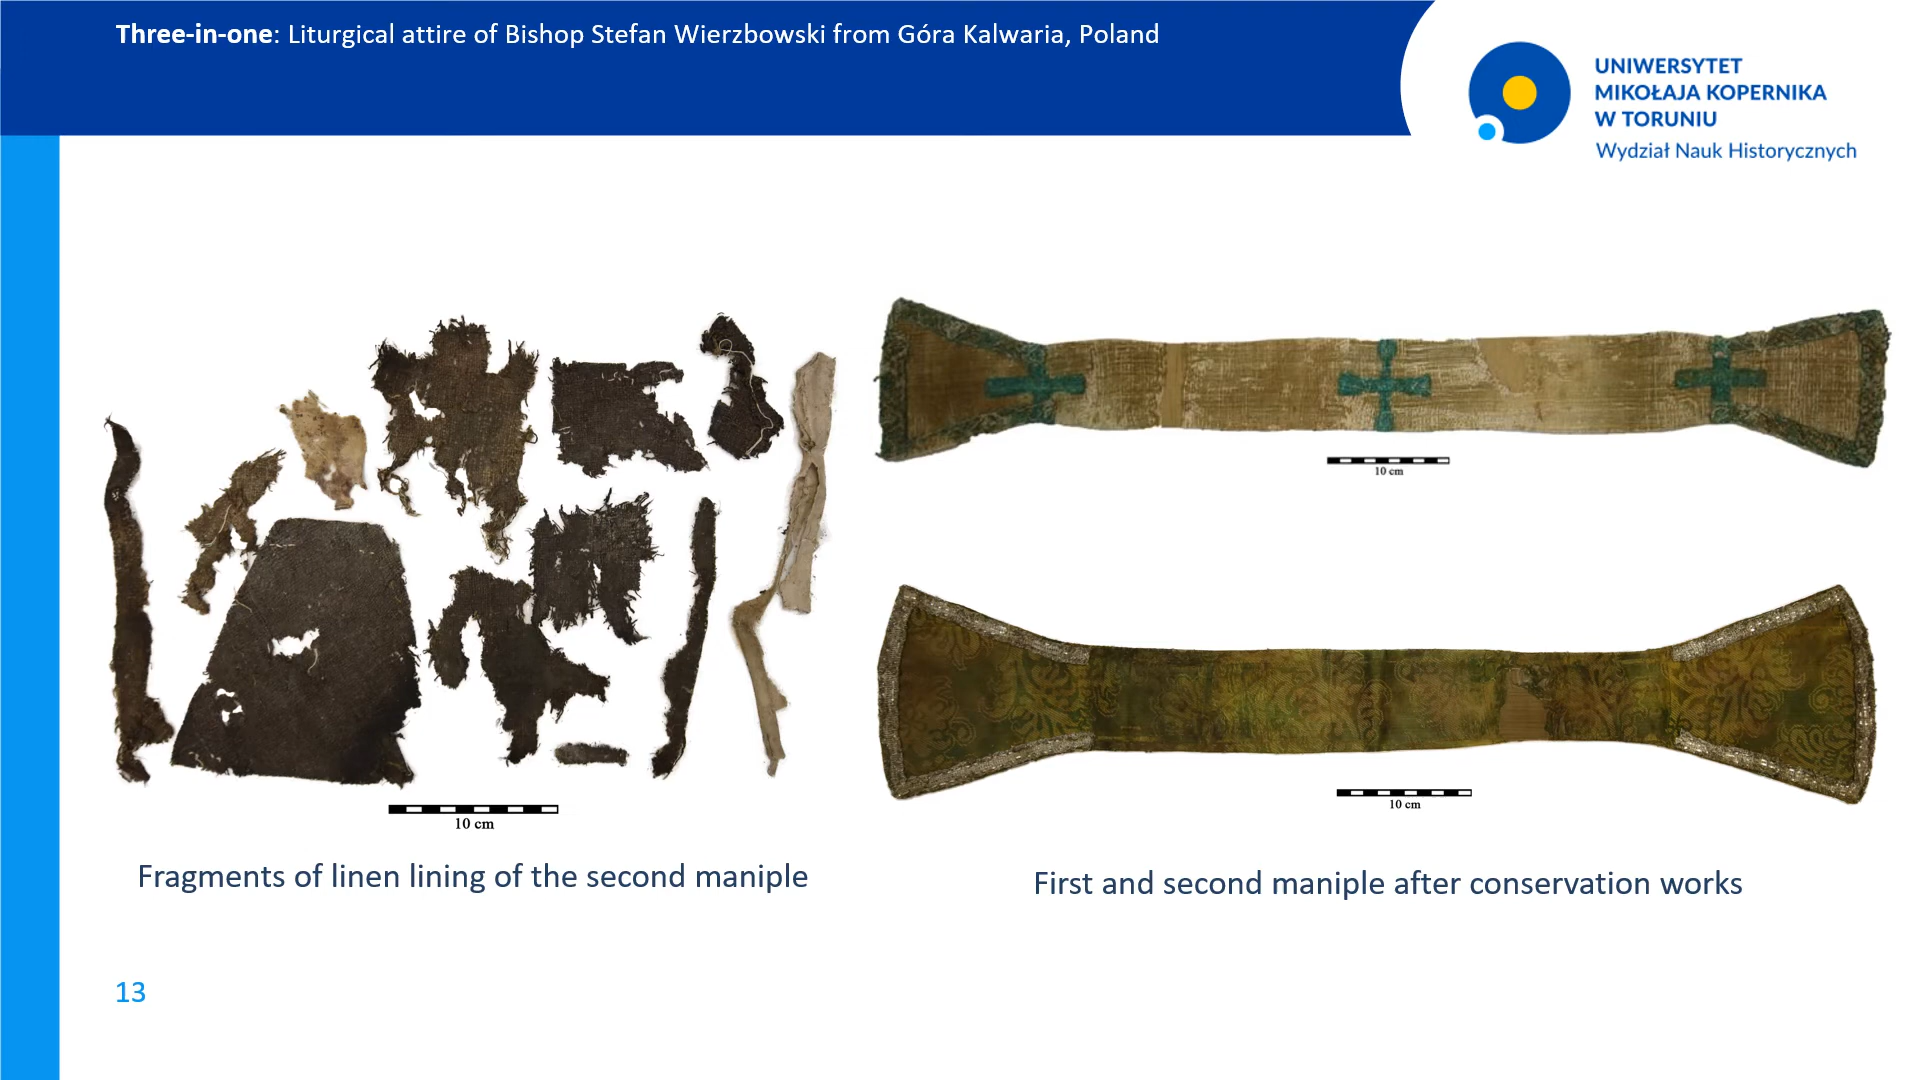 Three-in-one: Liturgical attire of Bishop Stefan Wierzbowski from Góra Kalwaria, Poland
UNIWERSYTET
MIKOŁAJA KOPERNIKA
W TORUNIU
Wydział Nauk Historycznych
10 cm
10 cm
10 cm
Fragments of linen lining of the second maniple
First and second maniple after conservation works
13